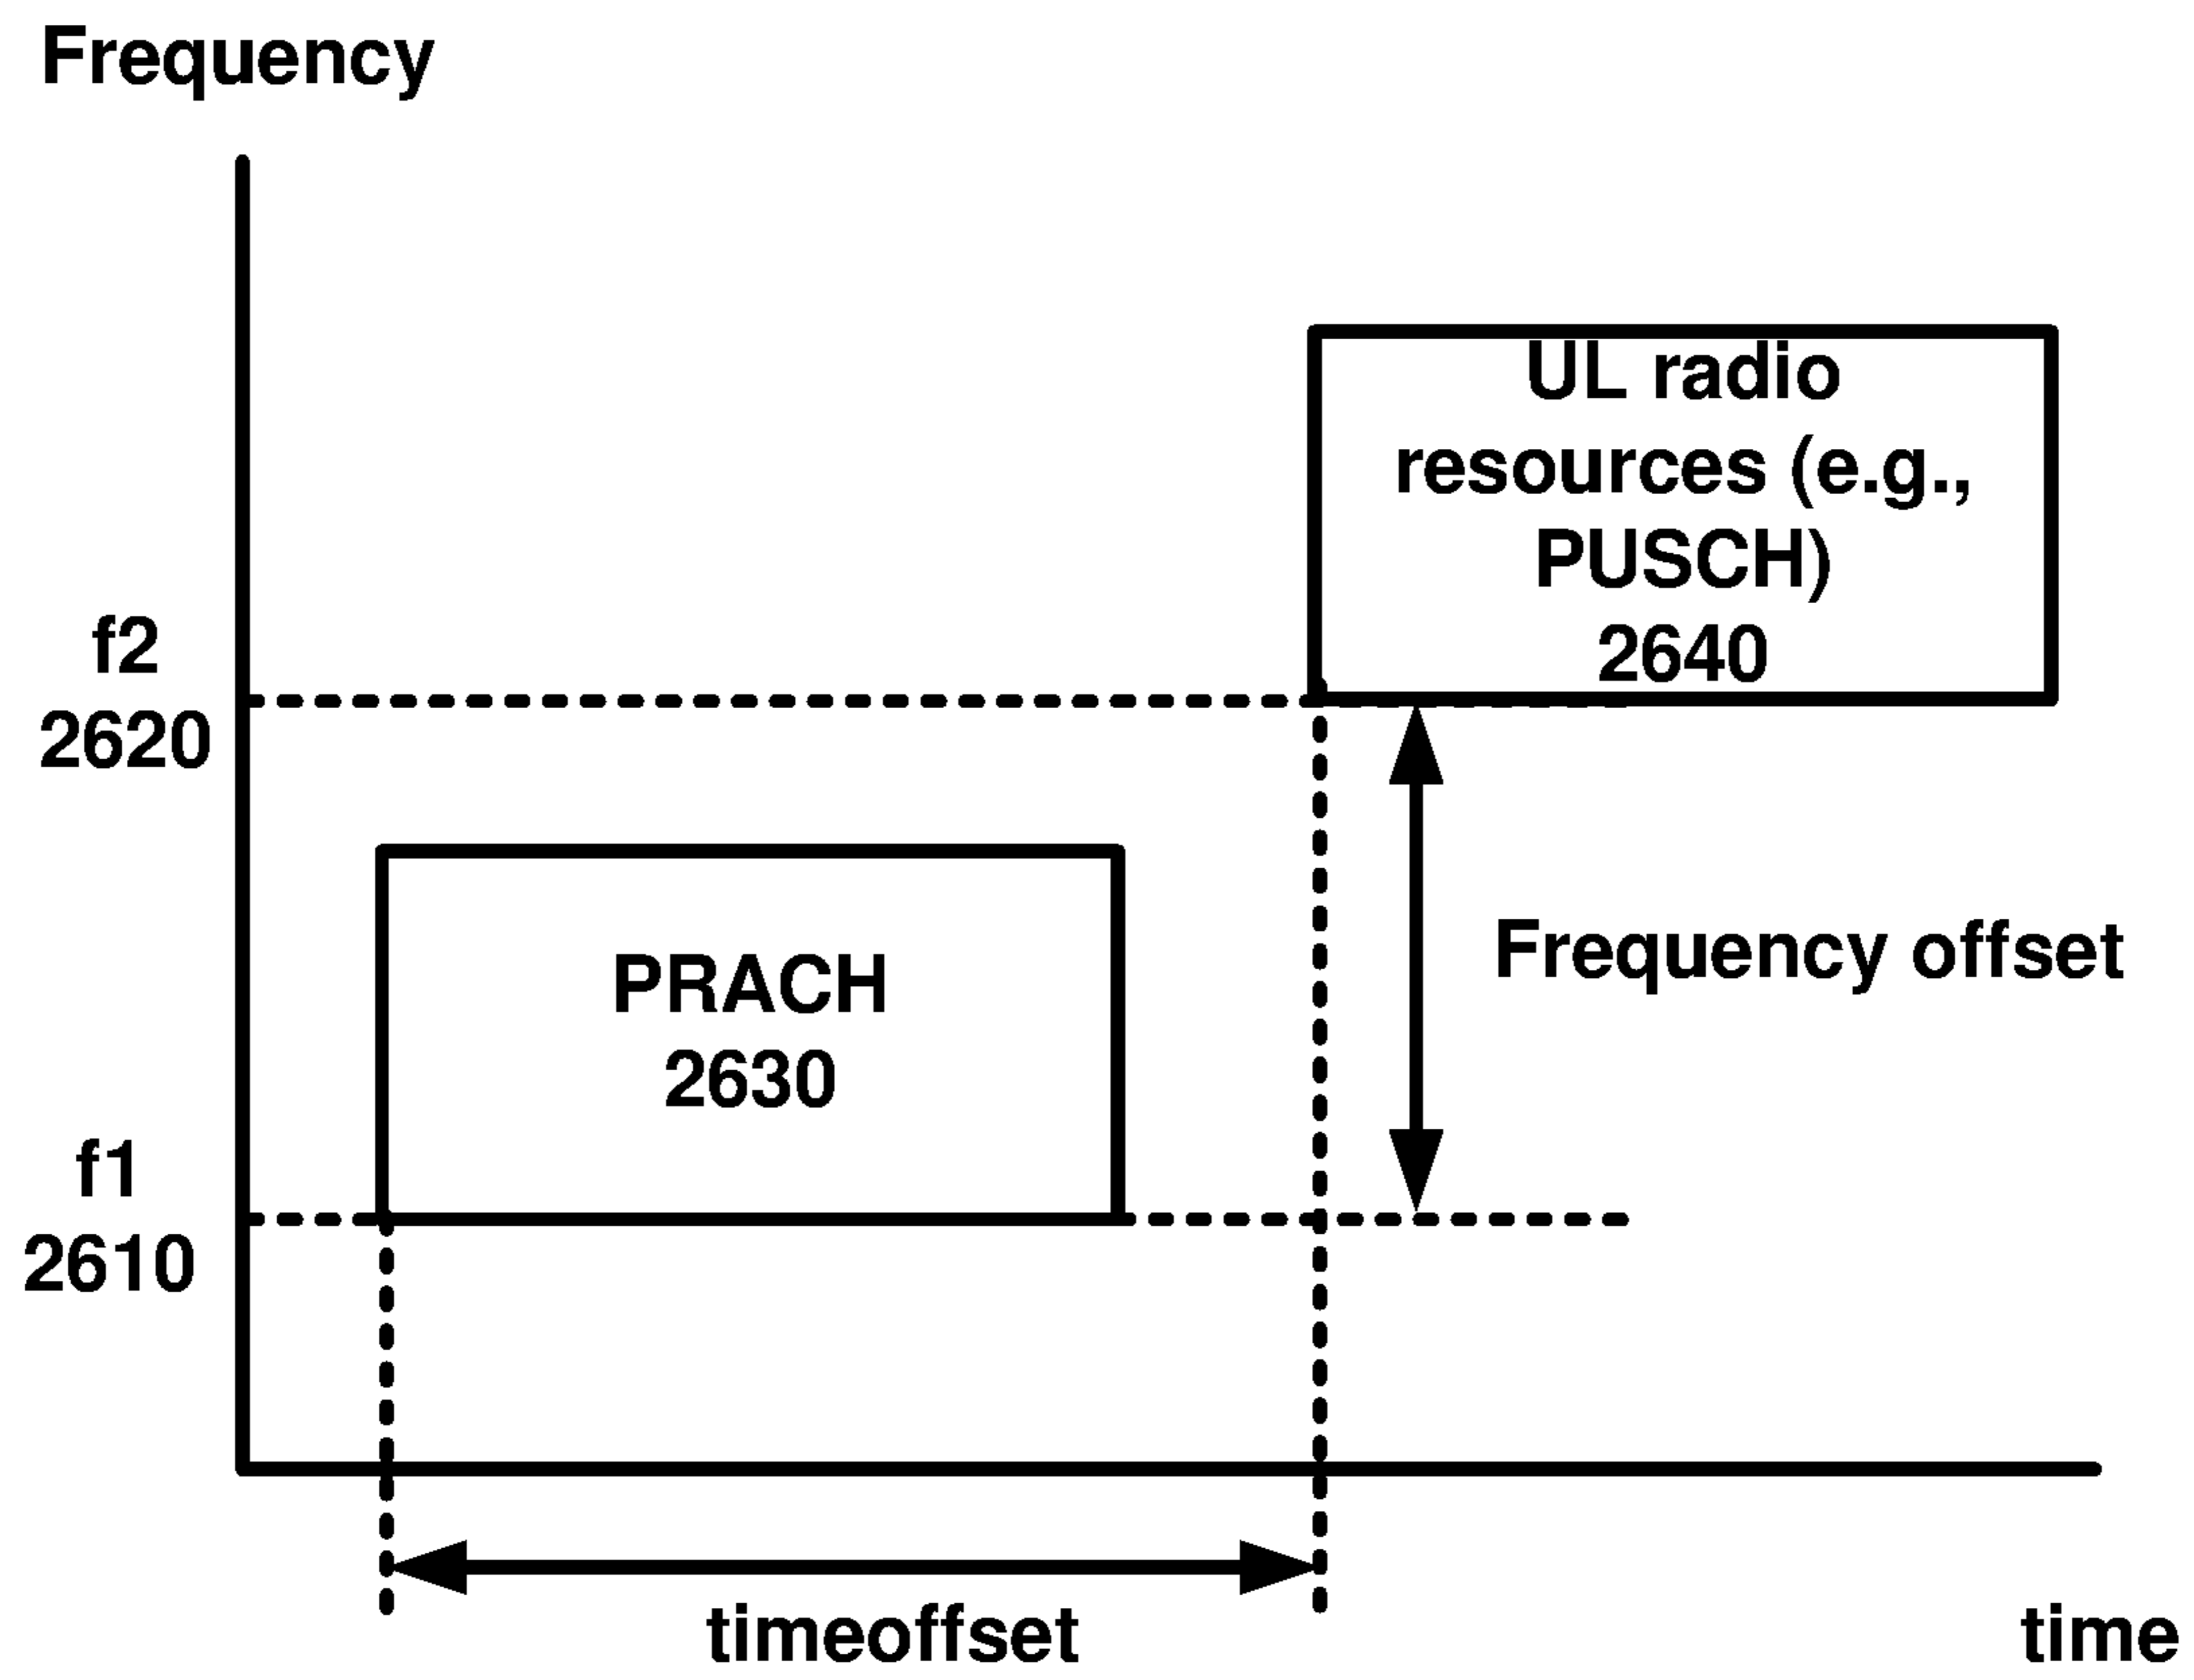 Frequency
UL radio
resources (e.g.,
PUSCH)
2640
f2
2620
PRACH
2630
Frequency offset
f1
2610
timeoffset
time